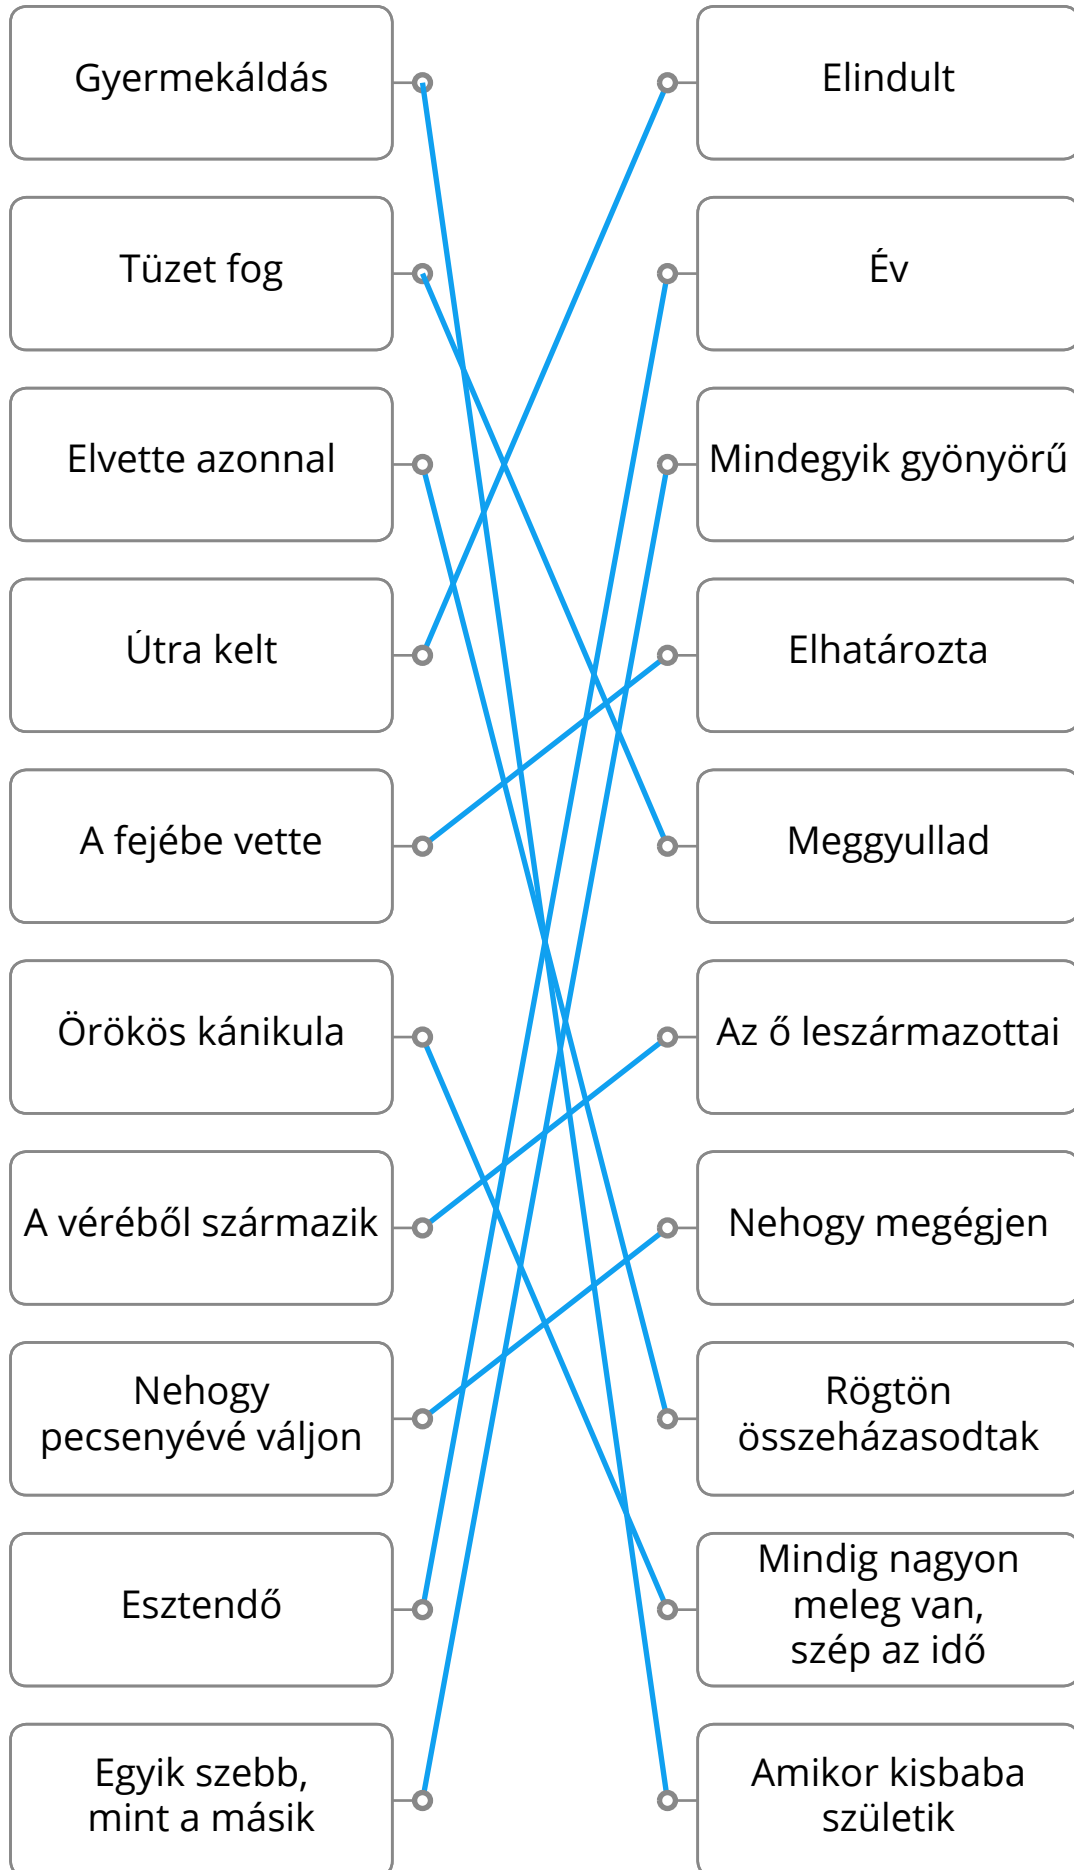 Gyermekáldás
Elindult
Tüzet fog
Év
Elvette azonnal
Mindegyik gyönyörű
Útra kelt
Elhatározta
A fejébe vette
Meggyullad
Örökös kánikula
Az ő leszármazottai
A véréből származik
Nehogy megégjen
Nehogy
pecsenyévé váljon
Rögtön
összeházasodtak
Esztendő
Mindig nagyon
meleg van,
szép az idő
Egyik szebb,
mint a másik
Amikor kisbaba
születik